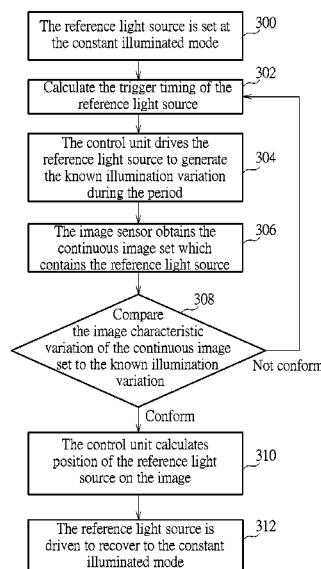 The reference light source is set at
the constant illuminated mode
300
302
Calculate the trigger timing of the
reference light source
The control unit drives the
reference light source to generate
the known illumination variation
during the period
304
The image sensor obtains the
continuous image set which
contains the reference light source
306
308
Compare
the image characteristic
variation of the continuous image
set to the known illumination
variation
Not conform
Conform
The control unit calculates
position of the reference light
source on the image
310
The reference light source is
driven to recover to the constant
illuminated mode
312